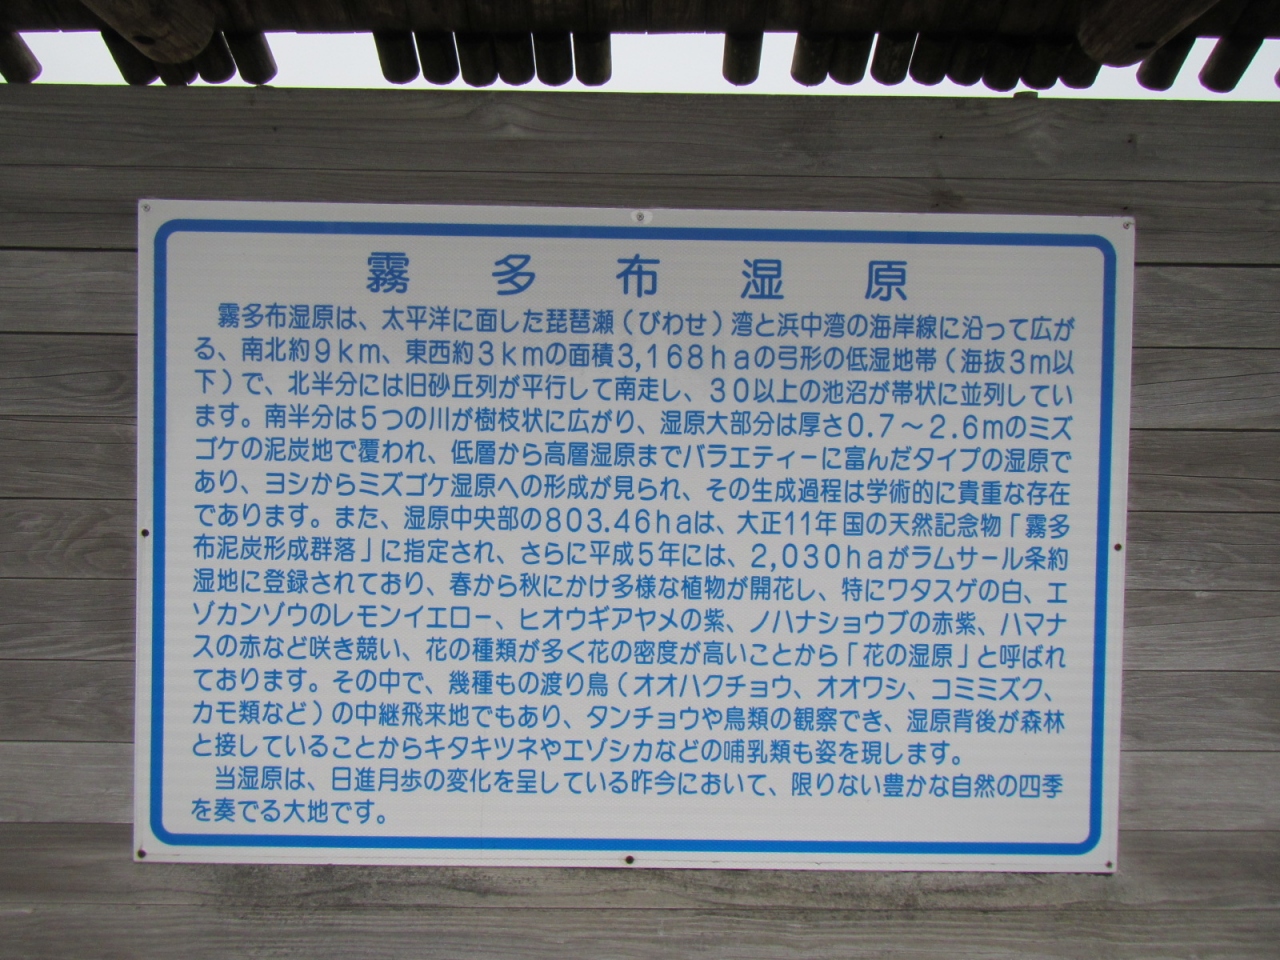 霧多布湿原
霧多布湿原は、太平洋に面した琵琶瀬(びわせ)湾と浜中湾の海岸線に沿って広が
る、南北約9km、東西約3kmの面積3,168haの弓形の低湿地帯(海抜3m以
下)で、北半分には旧砂丘列が平行して南走し、30以上の池沼が帯状に並列してい
ます。南半分は5つの川が樹枝状に広がり、湿原大部分は厚さ0.7~2.6mのミズ
ゴケの泥炭地で覆われ、低層から高層湿原までバラエティーに富んだタイプの湿原で
あり、ヨシからミズゴケ湿原への形成が見られ、その生成過程は学術的に貴重な存在
であります。また、湿原中央部の803.46haは、大正11年国の天然記念物「霧多
布泥炭形成群落」に指定され、さらに平成5年には、2,030haがラムサール条約
湿地に登録されており、春から秋にかけ多様な植物が開花し、特にワタスゲの白、エ
ゾカンゾウのレモンイエロー、ヒオウギアヤメの紫、ノハナショウブの赤紫、ハマナ
スの赤など咲き競い、花の種類が多く花の密度が高いことから「花の湿原」と呼ばれ
ております。その中で、幾種もの渡り鳥(オオハクチョウ、オオワシ、コミミズク、
カモ類など)の中継飛来地でもあり、タンチョウや鳥類の観察でき、湿原背後が森林
と接していることからキタキツネやエゾシカなどの哺乳類も姿を現します。
当湿原は、日進月歩の変化を呈している昨今において、限りない豊かな自然の四季
を奏でる大地です。